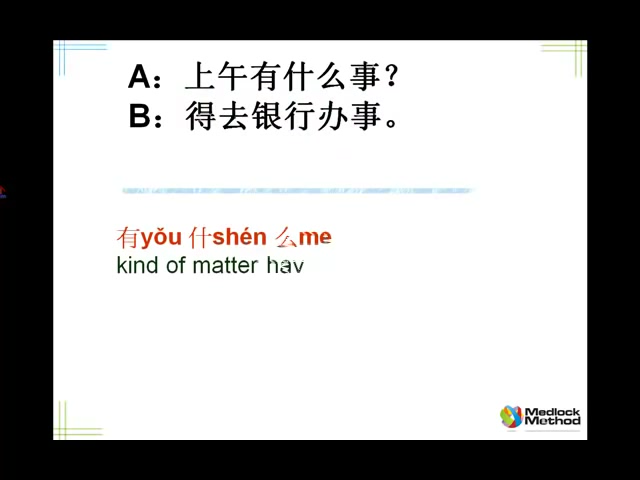 A：上午有什么事？
B：得去银行办事。
有yǒu 什shén 么me
kind of matter hav
Medlock
Method